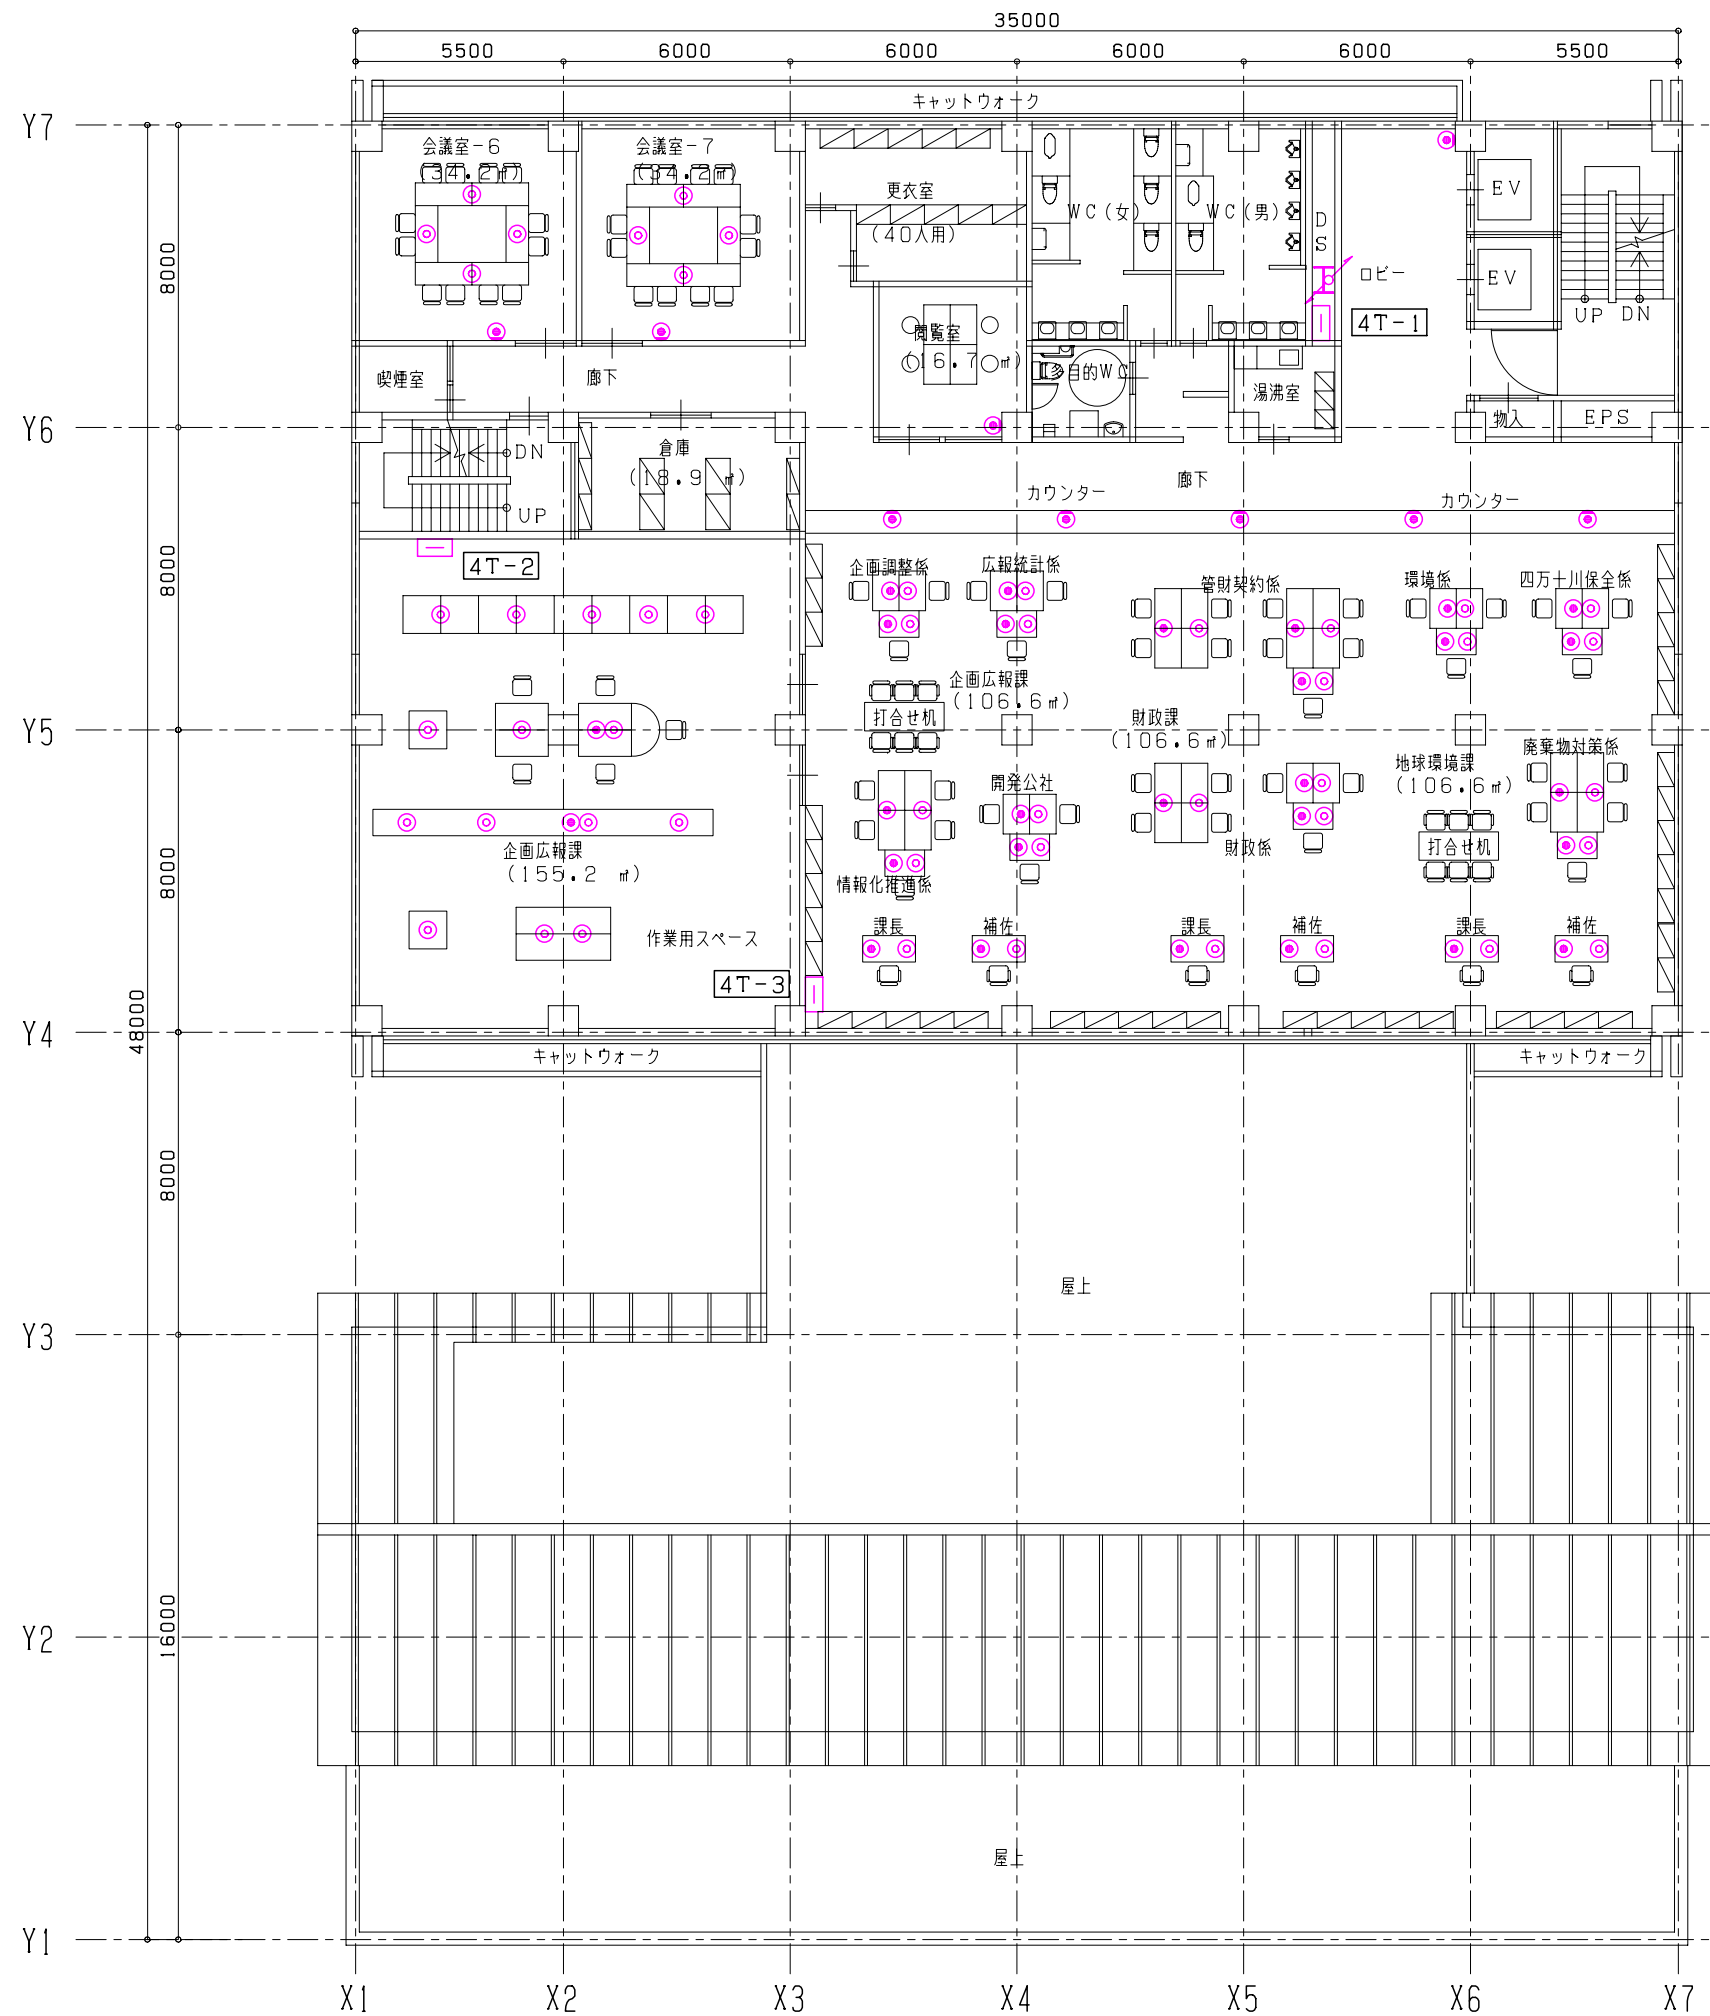 35000
5500
6000
6000
6000
6000
5500
キャットウォーク
Y7
会議室-6
(34.2㎡)
会議室-7
(34.2㎡)
更衣室
(40人用)
WC(女)
WC(男)
DS
ロビー
EV
EV
UP
DN
4T-1
8000
閲覧室
(16.7㎡)
喫煙室
廊下
目的WC
湯沸室
物入
EPS
Y6
DN
UP
倉庫
(18.9㎡)
廊下
カウンター
カウンター
8000
4T-2
企画調整係
広報統計係
管財契約係
環境係
四万十川保全係
企画広報課
(106.6㎡)
打合せ机
財政課
(106.6㎡)
Y5
廃棄物対策係
地球環境課
(106.6㎡)
開発公社
打合せ机
財政係
8000
企画広報課
(155.2 ㎡)
情報化推進係
作業用スペース
課長
補佐
課長
補佐
課長
補佐
4T-3
48000
Y4
キャットウォーク
キャットウォーク
8000
屋上
Y3
16000
Y2
屋上
Y1
X1
X2
X3
X4
X5
X6
X7